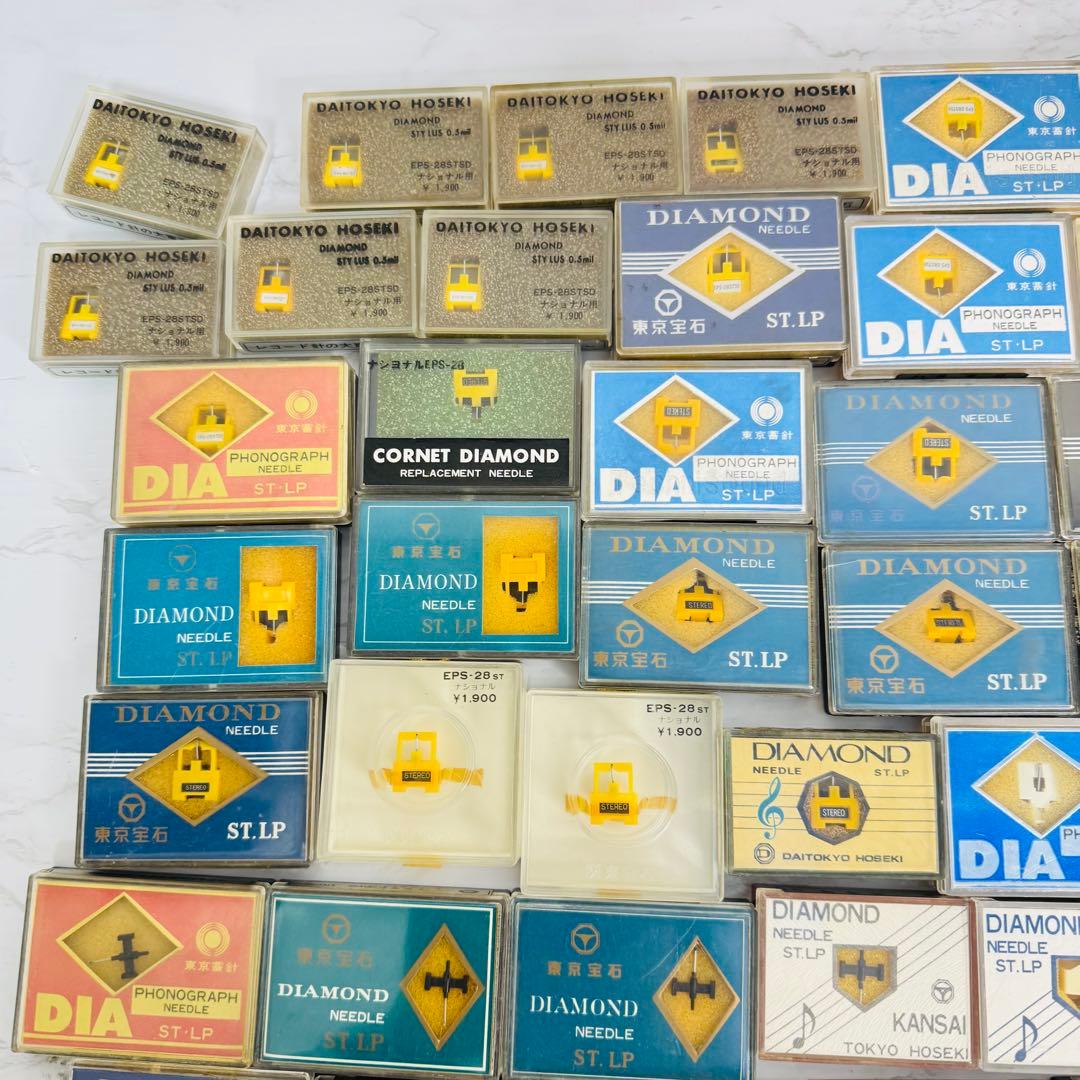 DAITOKYO HOSEKI
DIAMOND
STYLUS 0.5mil
EPS-28STSD
ナショナル用
¥ 1,900
DAITOKYO HOSEKI
DIAMOND
STYLUS 0.5mil
EPS-28STSD
ナショナル用
¥ 1,900
DAITOKYO HOSEKI
DIAMOND
STYLUS 0.5mil
EPS-28STSD
ナショナル用
¥ 1,900
DAITOKYO HOSEKI
DIAMOND
STYLUS 0.5mil
EPS-28STSD
ナショナル用
¥ 1,900
東京蓄針
DIA
PHONOGRAPH
NEEDLE
ST・LP
DAITOKYO HOSEKI
DIAMOND
STYLUS 0.5mil
EPS-28STSD
ナショナル用
¥ 1,900
DAITOKYO HOSEKI
DIAMOND
STYLUS 0.5mil
EPS-28STSD
ナショナル用
¥ 1,900
レコード針の大
DAITOKYO HOSEKI
DIAMOND
STYLUS 0.5mil
EPS-28STSD
ナショナル用
¥ 1,900
DIAMOND
NEEDLE
東京宝石
ST.LP
東京蓄針
DIA
PHONOGRAPH
NEEDLE
ST・LP
東京蓄針
DIA
PHONOGRAPH
NEEDLE
ST・LP
ナショナルEPS-28
STEREO
CORNET DIAMOND
REPLACEMENT NEEDLE
STEREO
東京蓄針
DIA
PHONOGRAPH
NEEDLE
ST・LP
DIAMOND
NEEDLE
STEREO
東京宝石
ST.LP
東京宝石
DIAMOND
NEEDLE
ST.LP
東京宝石
DIAMOND
NEEDLE
ST.LP
DIAMOND
NEEDLE
STEREO
東京宝石
ST.LP
DIAMOND
NEEDLE
STEREO
東京宝石
ST.LP
DIAMOND
NEEDLE
STEREO
東京宝石
ST.LP
EPS-28ST
ナショナル
¥1,900
STEREO
EPS-28ST
ナショナル
¥1,900
STEREO
DIAMOND
NEEDLE ST.LP
STEREO
D DAITOKYO HOSEKI
DIA
東京蓄針
DIA
PHONOGRAPH
NEEDLE
ST・LP
東京宝石
DIAMOND
NEEDLE
ST.LP
東京宝石
DIAMOND
NEEDLE
ST.LP
DIAMOND
NEEDLE
ST.LP
KANSAI
TOKYO HOSEKI
DIAMOND
NEEDLE
ST.LP